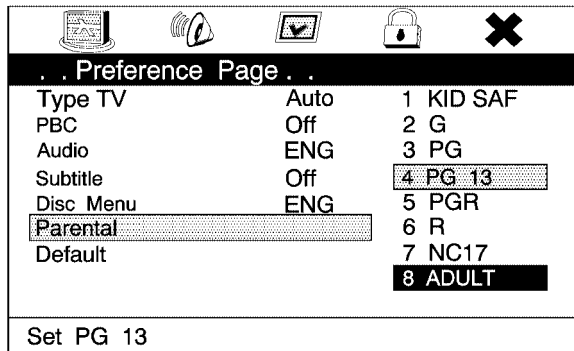 . . Preference Page . .
Type TV Auto 1 KID SAF
PBC Off 2 G
Audio ENG 3 PG
Subtitle Off 4 PG 13
Disc Menu ENG 5 PGR
Parental 6 R
Default 7 NC17
8 ADULT
Set PG 13